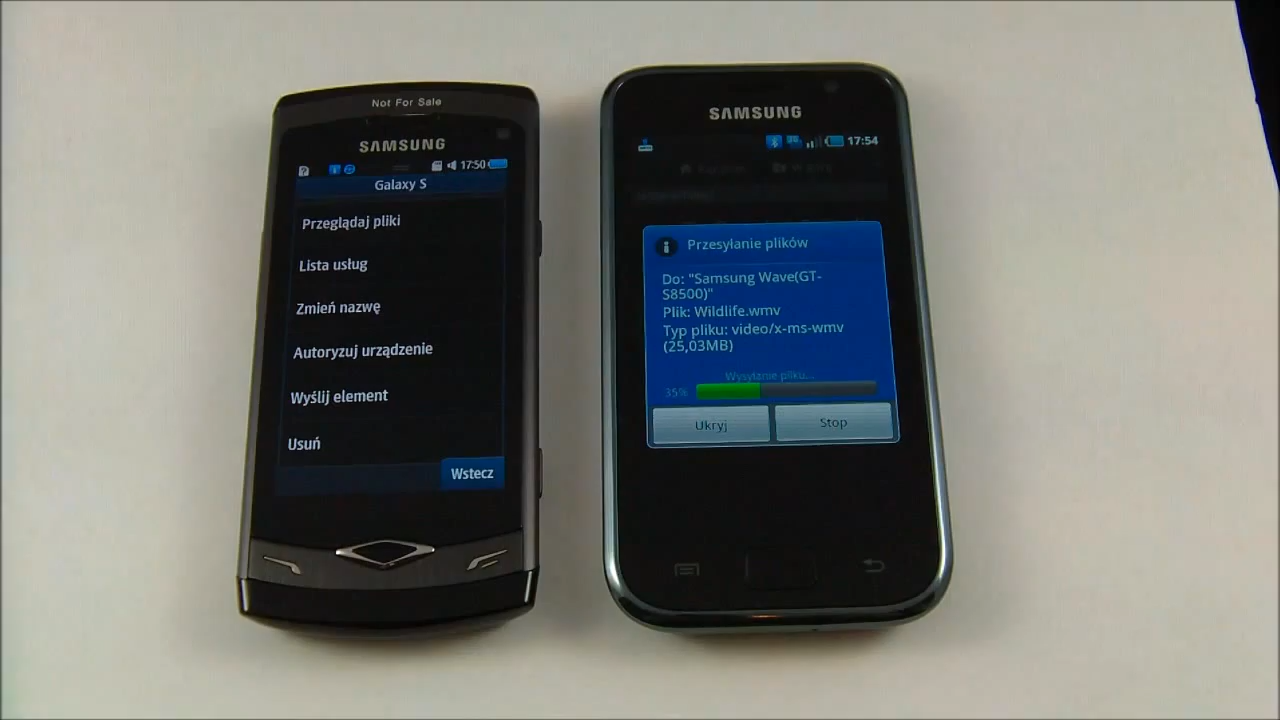 Not For Sale
SAMSUNG
17:50
Galaxy S
Przeglądaj pliki
Lista usług
Zmień nazwę
Autoryzuj urządzenie
Wyślij element
Usuń
Wstecz
SAMSUNG
17:54
Przesyłanie plików
Do: "Samsung Wave(GT-
S8500)"
Plik: Wildlife.wmv
Typ pliku: video/x-ms-wmv
(25,03MB)
Wysyłanie pliku...
35%
Ukryj
Stop